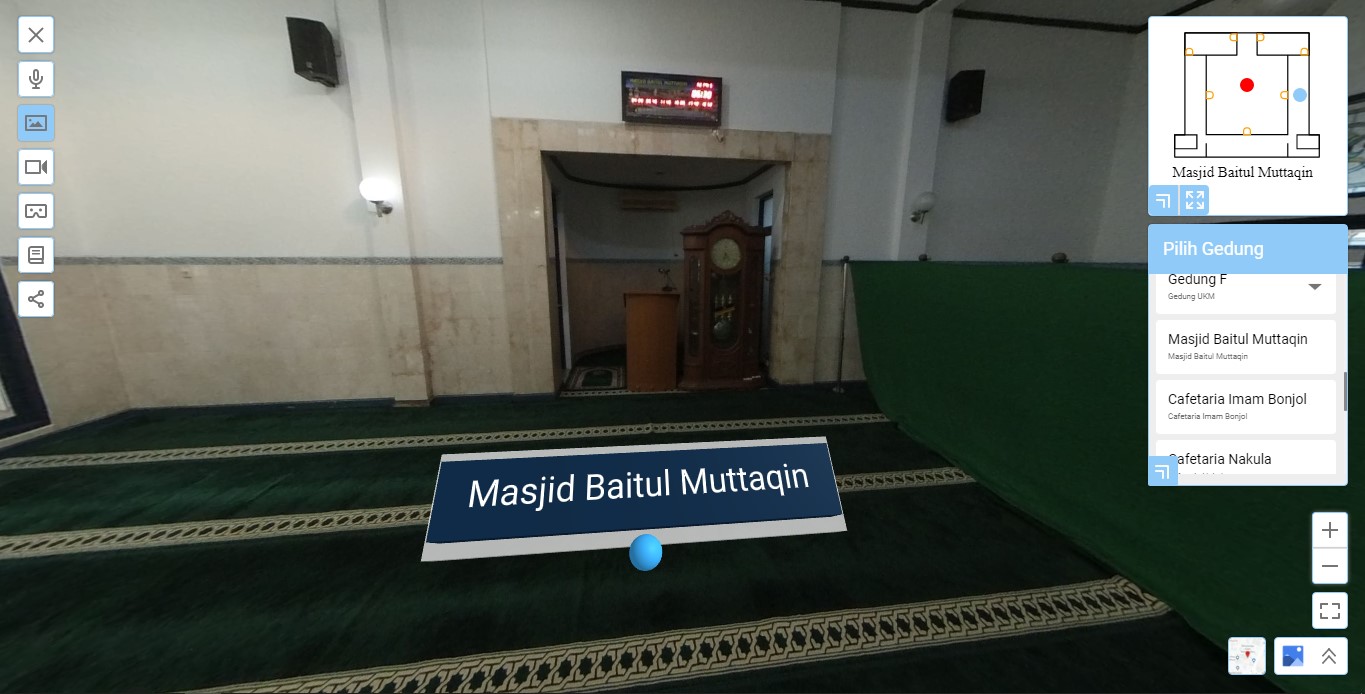 Masjid Baitul Muttaqin
Pilih Gedung
Gedung F
Gedung UKM
Masjid Baitul Muttaqin
Masjid Baitul Muttaqin
Cafetaria Imam Bonjol
Cafetaria Imam Bonjol
Cafetaria Nakula
Masjid Baitul Muttaqin